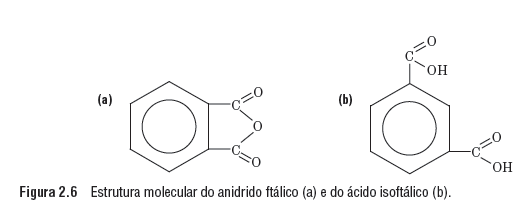 (a)
C
O
O
C
O
(b)
C
O
OH
C
O
OH
Figura 2.6 Estrutura molecular do anidrido ftálico (a) e do ácido isoftálico (b).